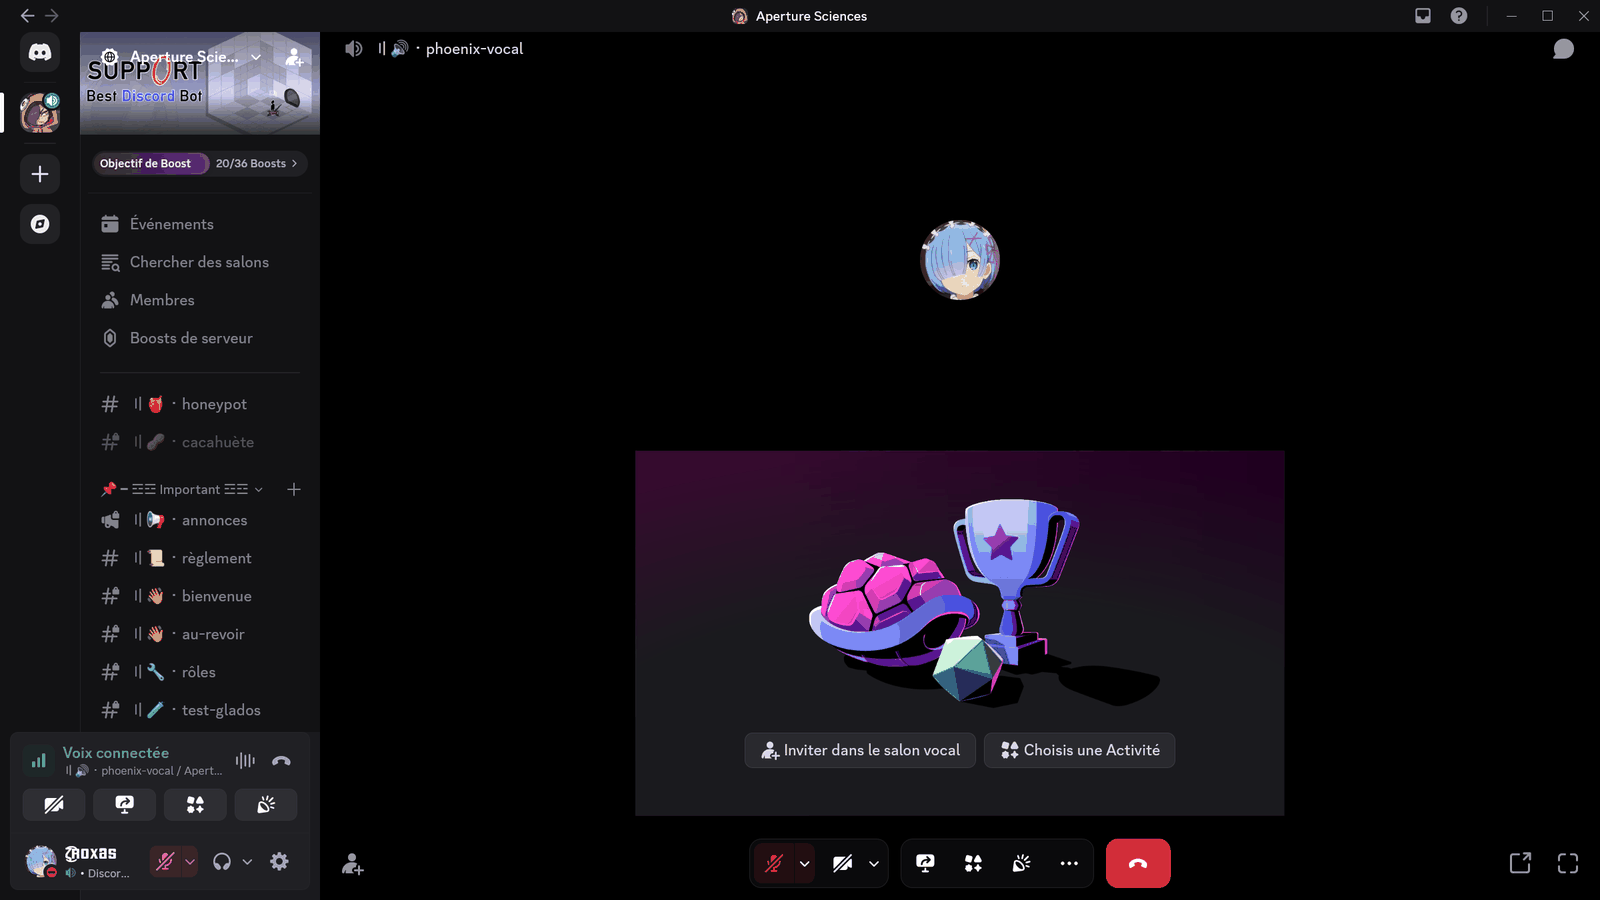 Aperture Sciences
Aperture Scie...
SUPPORT
Best Discord Bot
Objectif de Boost
20/36 Boosts
Événements
Chercher des salons
Membres
Boosts de serveur
honeypot
cacahuète
Important
annonces
règlement
bienvenue
au-revoir
rôles
test-glados
Voix connectée
phoenix-vocal / Apert...
Roxas
Discor...
phoenix-vocal
Inviter dans le salon vocal
Choisis une Activité